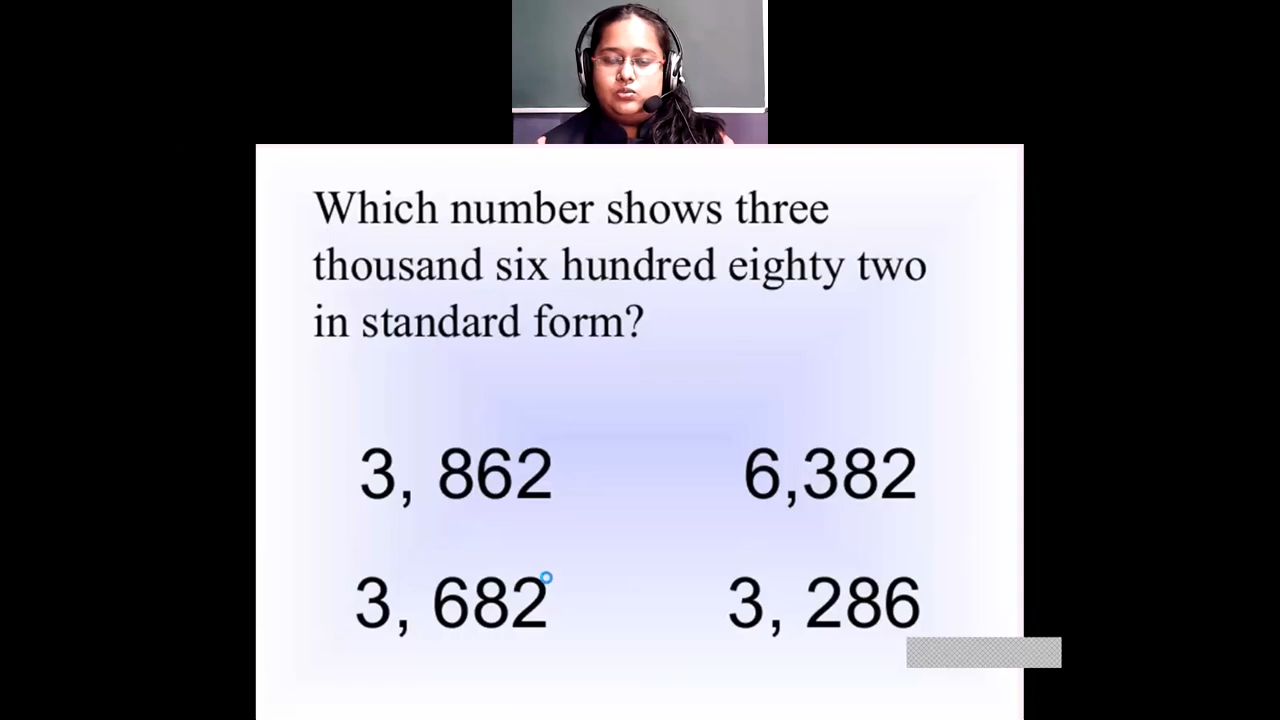 Which number shows three
thousand six hundred eighty two
in standard form?
3, 862 6,382
3, 682 3, 286